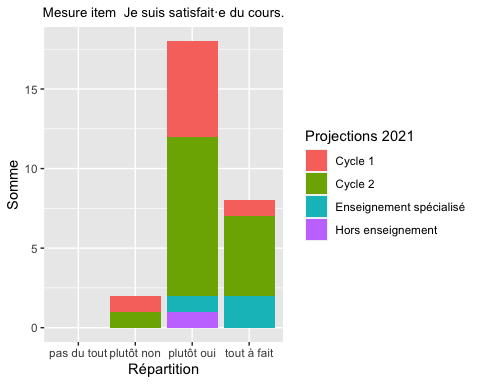 Mesure item  Je suis satisfait·e du cours.
Somme
15
10
5
0
pas du tout plutôt non plutôt oui tout à fait
Répartition
Projections 2021
Cycle 1
Cycle 2
Enseignement spécialisé
Hors enseignement